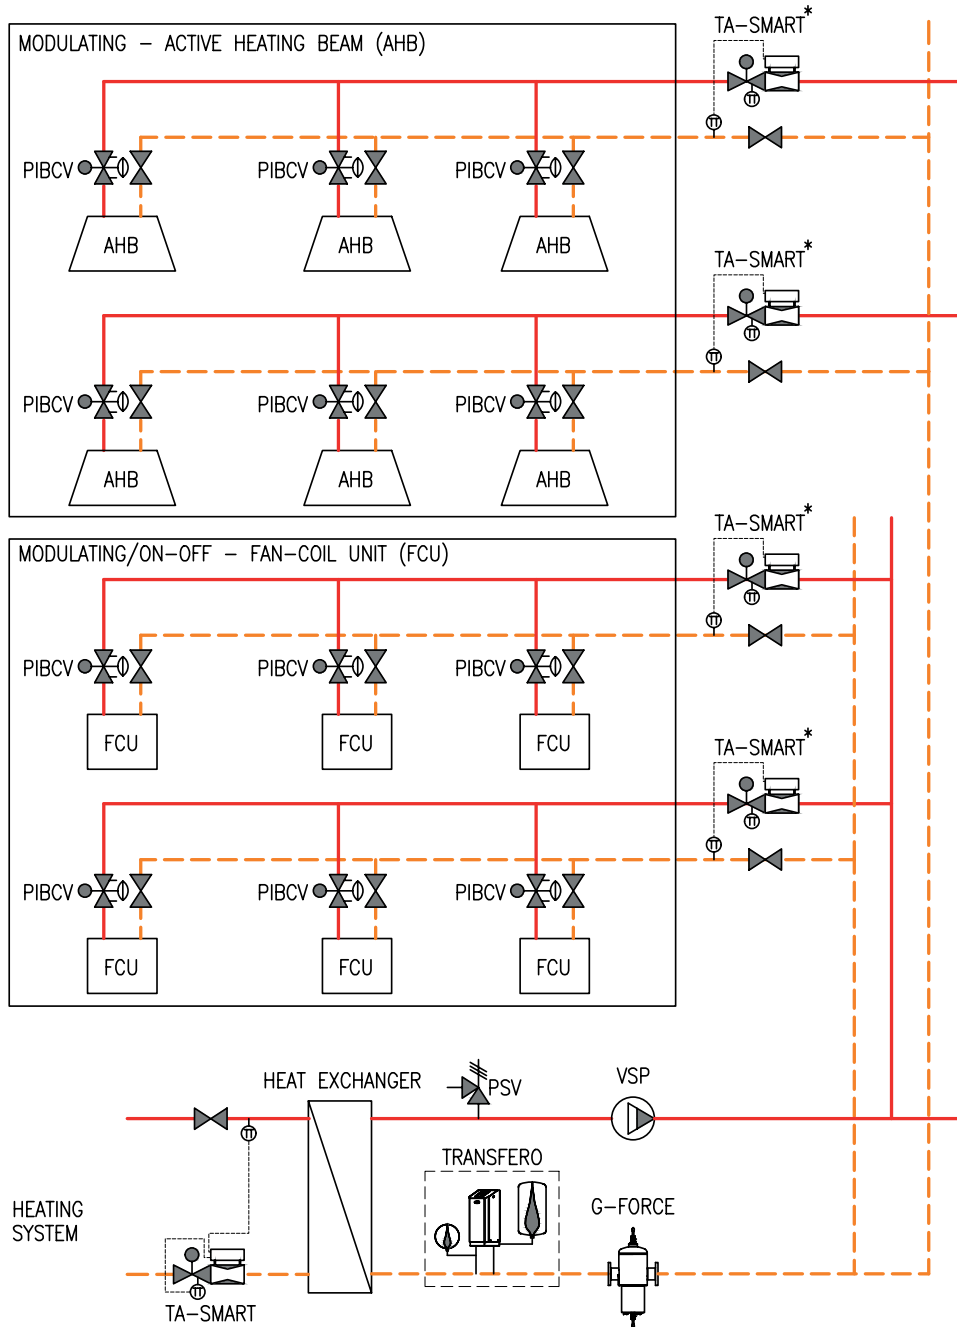 TA-SMART*
MODULATING - ACTIVE HEATING BEAM (AHB)
PIBCV PIBCV PIBCV
AHB AHB AHB
TA-SMART*
PIBCV PIBCV PIBCV
AHB AHB AHB
TA-SMART*
MODULATING/ON-OFF - FAN-COIL UNIT (FCU)
PIBCV PIBCV PIBCV
FCU FCU FCU
TA-SMART*
PIBCV PIBCV PIBCV
FCU FCU FCU
HEAT EXCHANGER
PSV
VSP
TRANSFERO
HEATING
SYSTEM
G-FORCE
TA-SMART